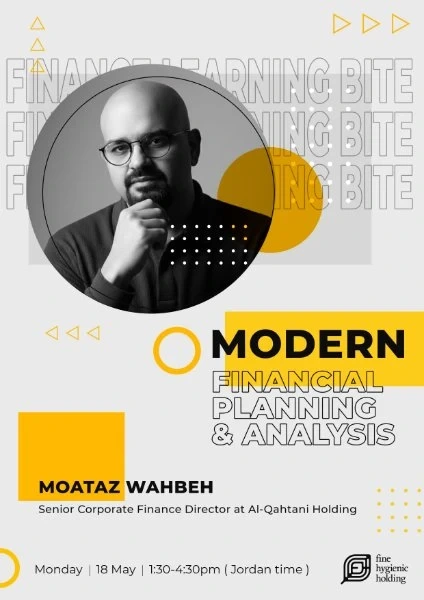 FINANCE LEARNING BITE
FINANCE LEARNING BITE
FINANCE LEARNING BITE
MODERN
FINANCIAL
PLANNING
& ANALYSIS
MOATAZ WAHBEH
Senior Corporate Finance Director at Al-Qahtani Holding
Monday | 18 May | 1:30-4:30pm ( Jordan time )
fine
hygienic
holding